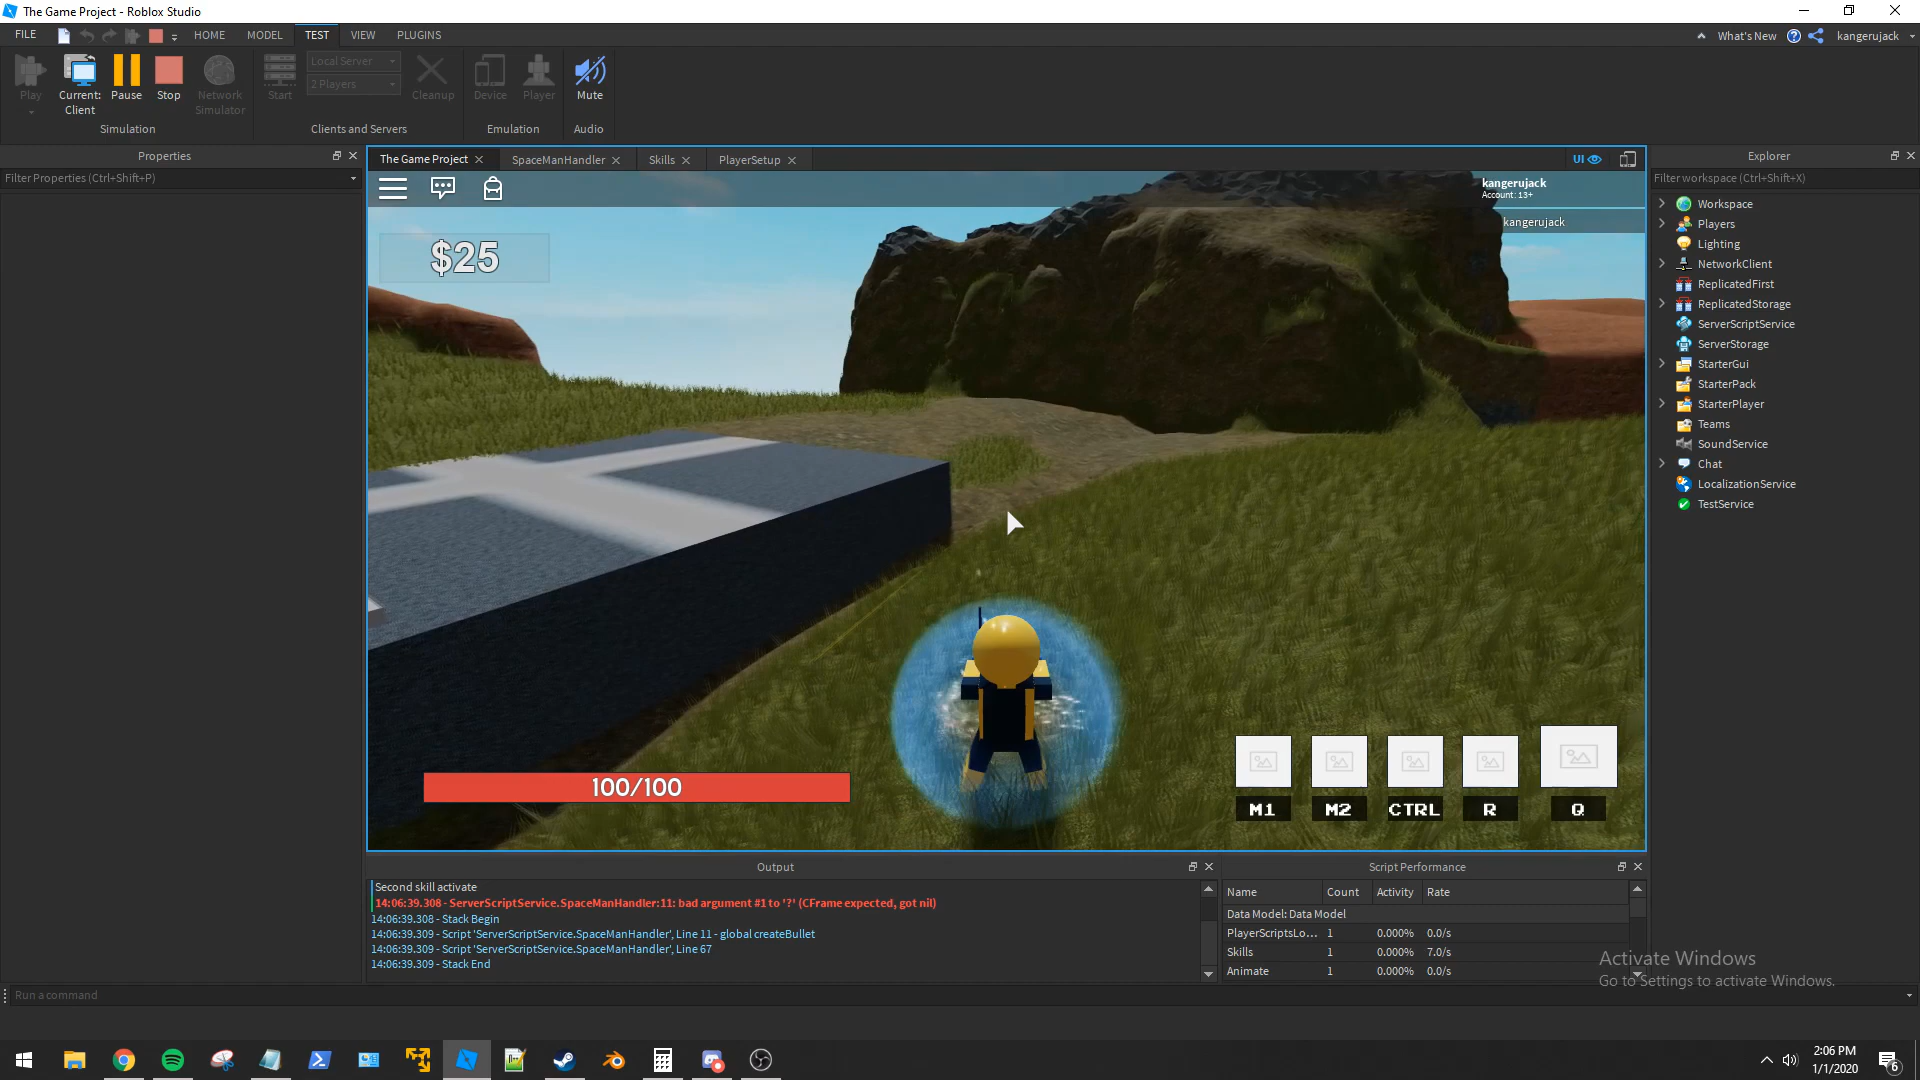 The Game Project - Roblox Studio
FILE HOME MODEL TEST VIEW PLUGINS What's New kangerujack
Play Current: Client Pause Stop Network Simulator Start Local Server 2 Players Cleanup Device Player Mute
Simulation Clients and Servers Emulation Audio
Properties
Filter Properties (Ctrl+Shift+P)
The Game Project SpaceManHandler Skills PlayerSetup UI
Explorer
Filter workspace (Ctrl+Shift+X)
kangerujack
Account: 13+
kangerujack
$25
Workspace
Players
Lighting
NetworkClient
ReplicatedFirst
ReplicatedStorage
ServerScriptService
ServerStorage
StarterGui
StarterPack
StarterPlayer
Teams
SoundService
Chat
LocalizationService
TestService
100/100
M1 M2 CTRL R Q
Output
Second skill activate
14:06:39.308 - ServerScriptService.SpaceManHandler:11: bad argument #1 to '?' (CFrame expected, got nil)
14:06:39.308 - Stack Begin
14:06:39.309 - Script 'ServerScriptService.SpaceManHandler', Line 11 - global createBullet
14:06:39.309 - Script 'ServerScriptService.SpaceManHandler', Line 67
14:06:39.309 - Stack End
Script Performance
Name Count Activity Rate
Data Model: Data Model
PlayerScriptsLo... 1 0.000% 0.0/s
Skills 1 0.000% 7.0/s
Animate 1 0.000% 0.0/s
Activate Windows
Go to Settings to activate Windows.
Run a command
2:06 PM
1/1/2020
6